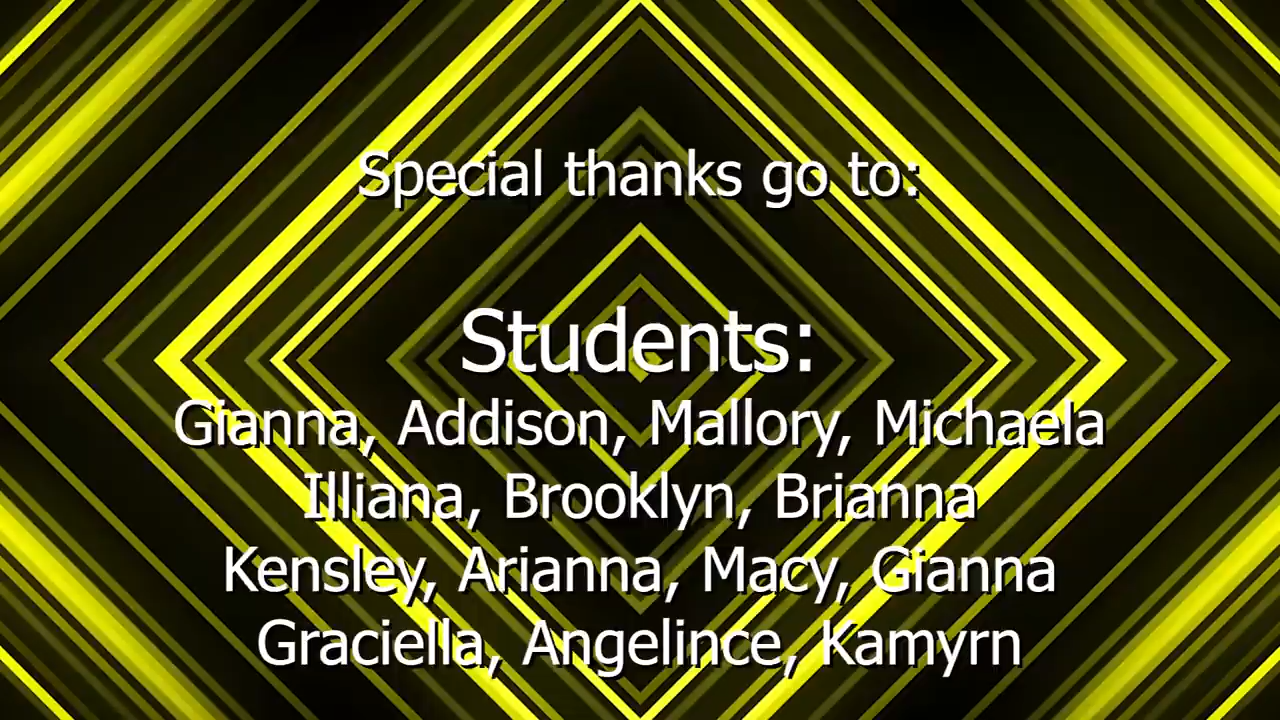 Special thanks go to:
Students:
Gianna, Addison, Mallory, Michaela
Illiana, Brooklyn, Brianna
Kensley, Arianna, Macy, Gianna
Graciella, Angelince, Kamyrn